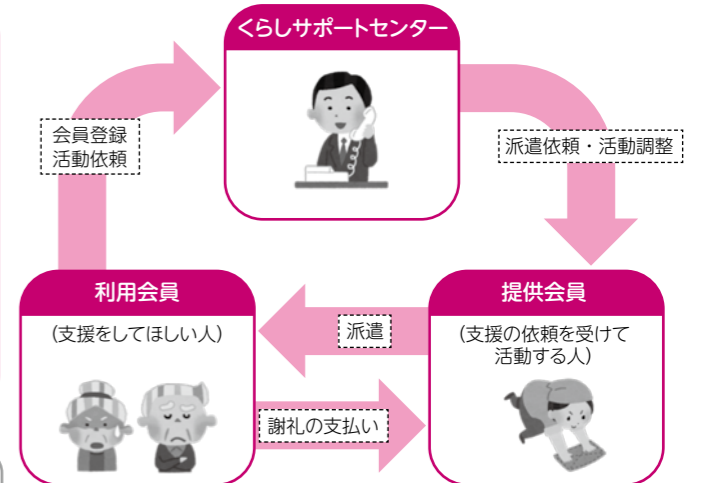 くらしサポートセンター
会員登録
活動依頼
派遣依頼・活動調整
利用会員
(支援をしてほしい人)
提供会員
(支援の依頼を受けて
活動する人)
派遣
謝礼の支払い